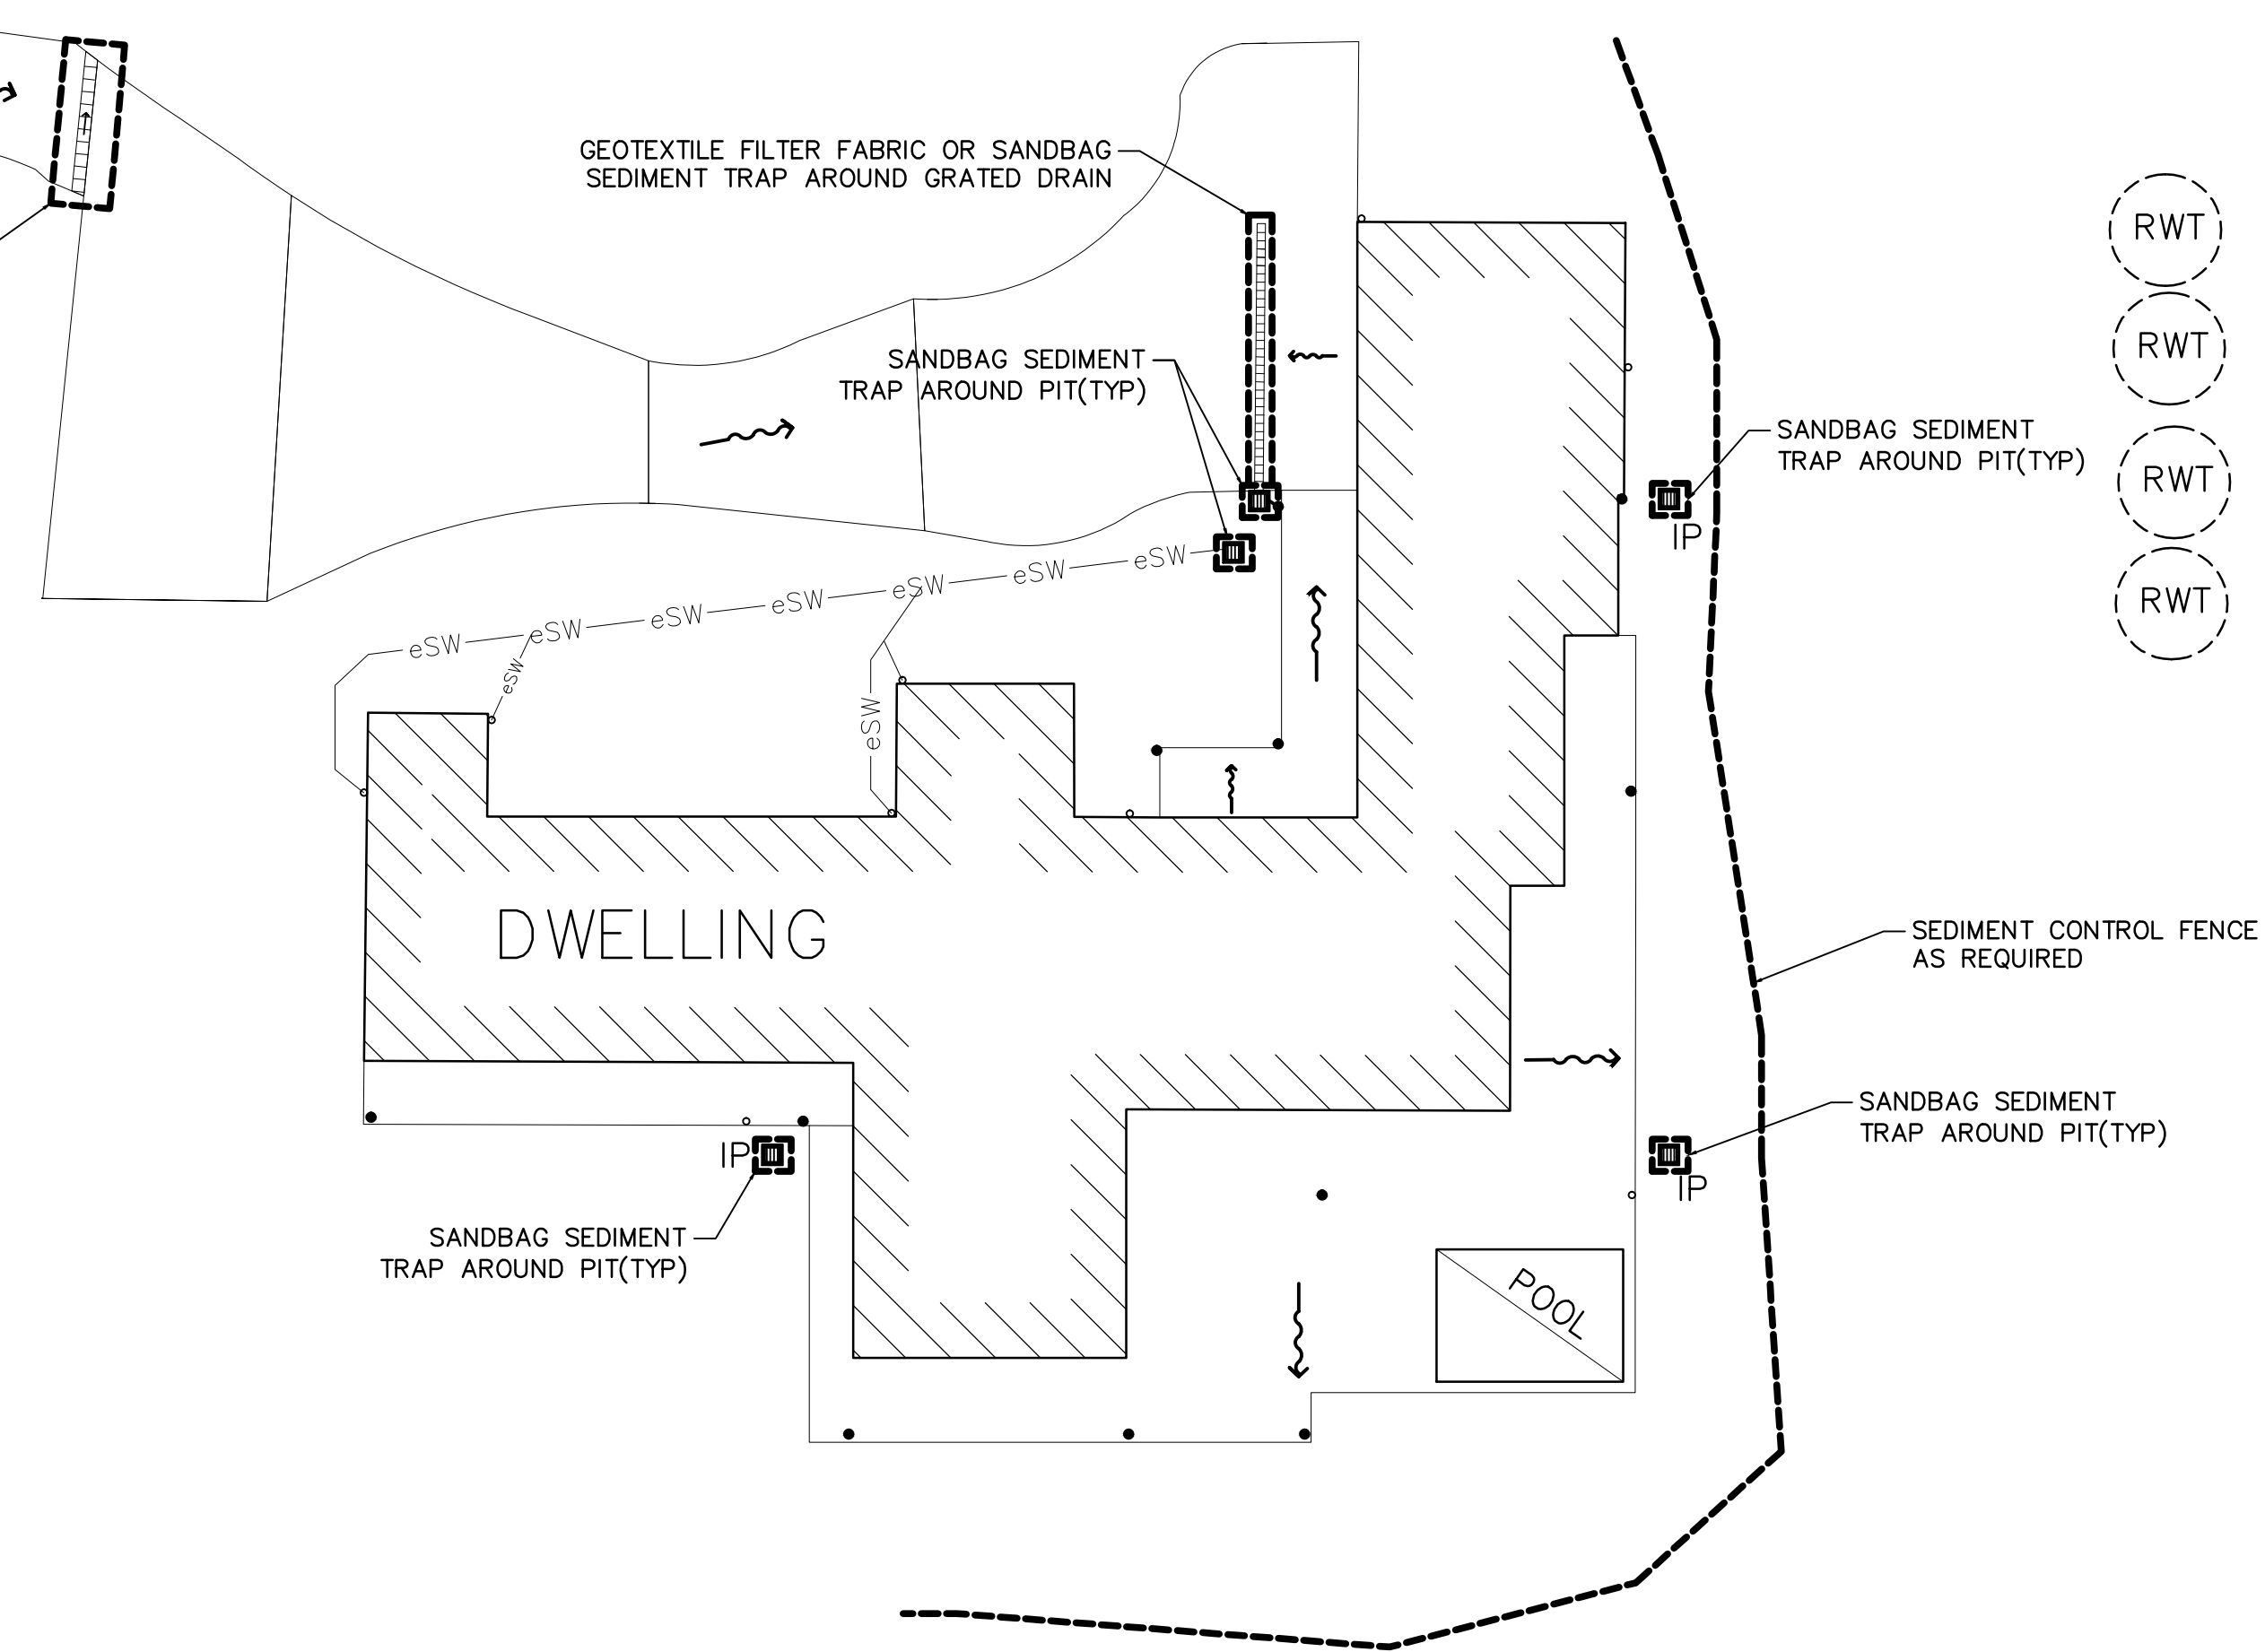 GEOTEXTILE FILTER FABRIC OR SANDBAG
SEDIMENT TRAP AROUND GRATED DRAIN
RWT
RWT
SANDBAG SEDIMENT
TRAP AROUND PIT(TYP)
SANDBAG SEDIMENT
TRAP AROUND PIT(TYP)
RWT
IP
RWT
eSW
eSW
eSW
eSW
eSW
eSW
eSW
eSW
eSW
DWELLING
SEDIMENT CONTROL FENCE
AS REQUIRED
SANDBAG SEDIMENT
TRAP AROUND PIT(TYP)
IP
IP
SANDBAG SEDIMENT
TRAP AROUND PIT(TYP)
POOL